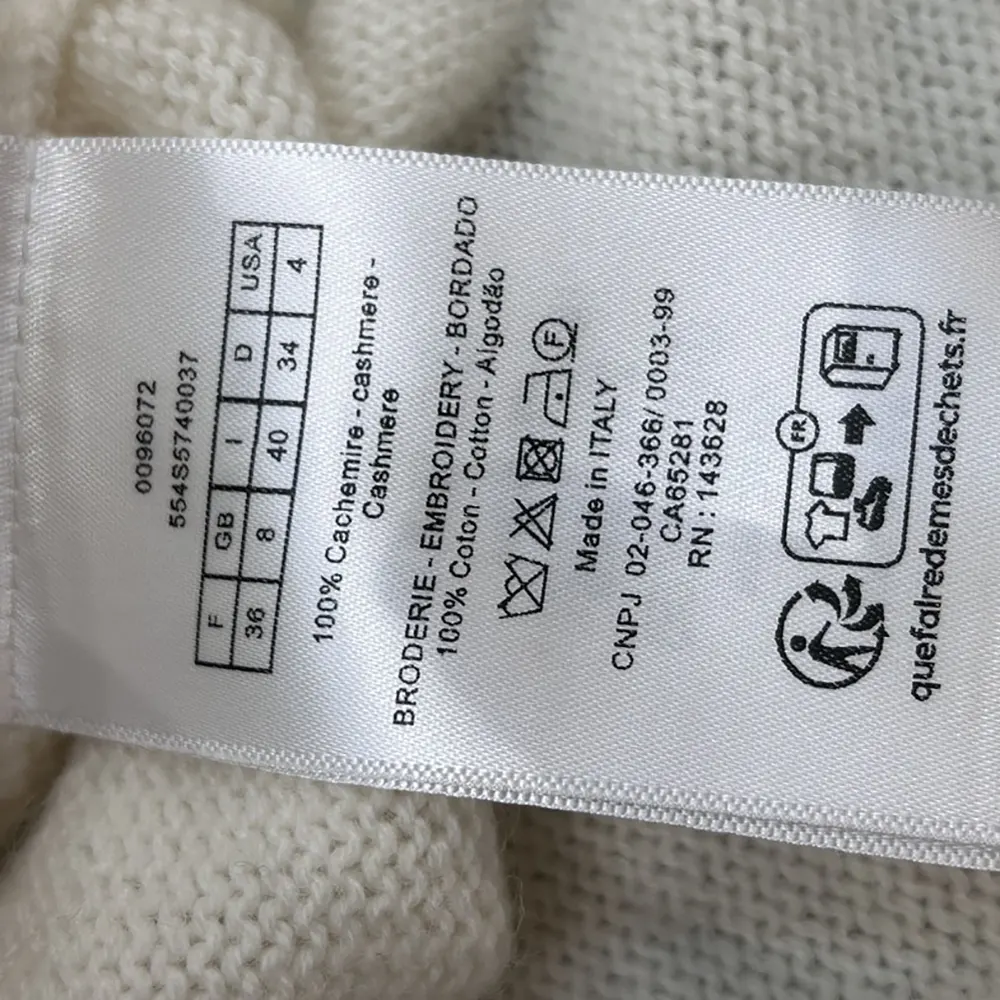 0096072
554S5740037
F GB I D USA
36 8 40 34 4
100% Cachemire - cashmere -
Cashmere
BRODERIE - EMBROIDERY - BORDADO
100% Coton - Cotton - Algodão
F
Made in ITALY
CNPJ 02-046-366/ 0003-99
CA65281
RN : 143628
FR
quefairedemesdechets.fr